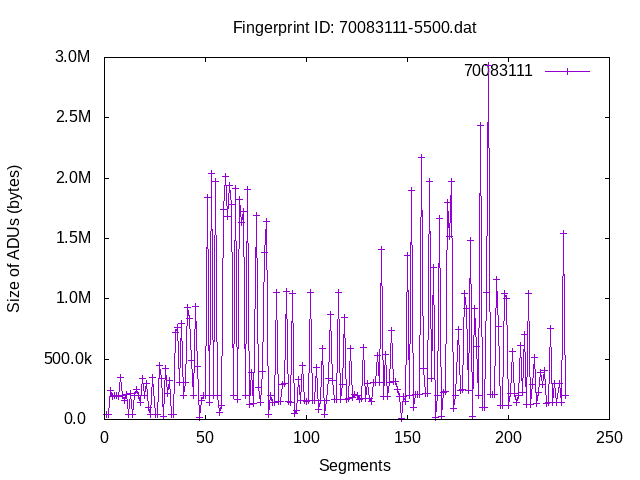 Fingerprint ID: 70083111-5500.dat
3.0M
70083111
2.5M
2.0M
1.5M
1.0M
500.0k
0.0
Size of ADUs (bytes)
0 50 100 150 200 250
Segments